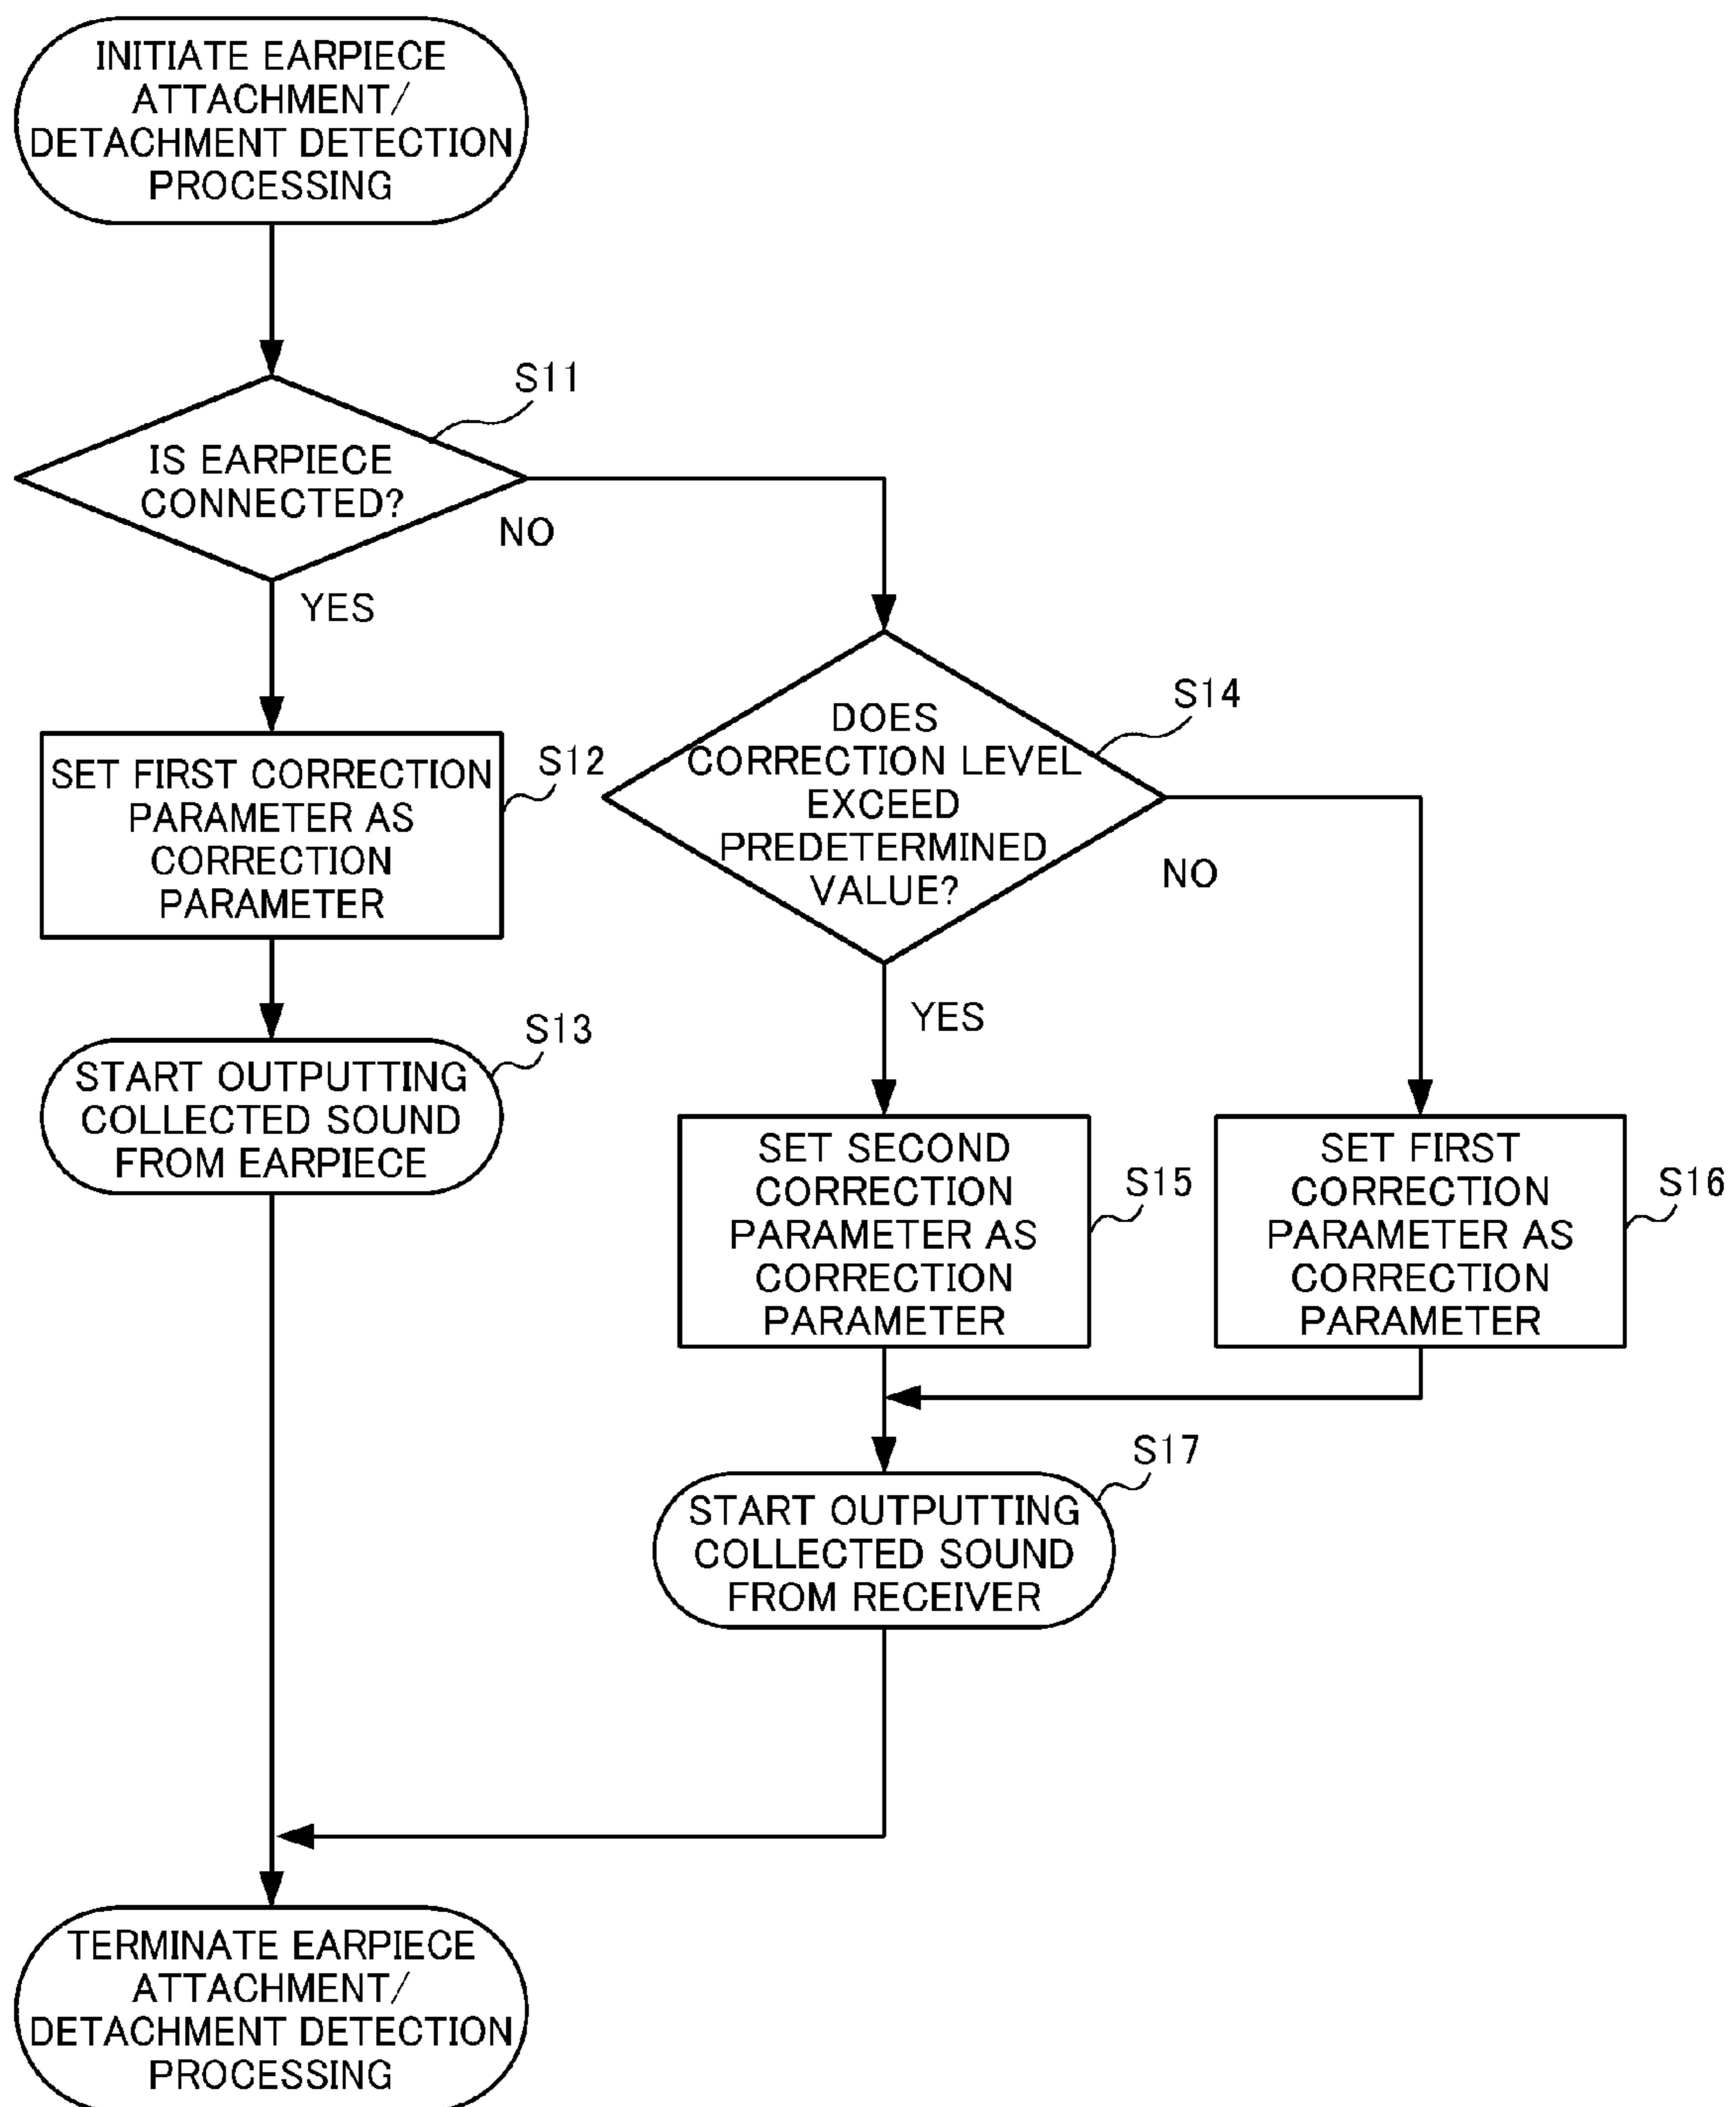 INITIATE EARPIECE
ATTACHMENT/
DETACHMENT DETECTION
PROCESSING
S11
IS EARPIECE
CONNECTED?
NO
YES
S12
SET FIRST CORRECTION
PARAMETER AS
CORRECTION
PARAMETER
S13
START OUTPUTTING
COLLECTED SOUND
FROM EARPIECE
S14
DOES
CORRECTION LEVEL
EXCEED
PREDETERMINED
VALUE?
NO
YES
S15
SET SECOND
CORRECTION
PARAMETER AS
CORRECTION
PARAMETER
S16
SET FIRST
CORRECTION
PARAMETER AS
CORRECTION
PARAMETER
S17
START OUTPUTTING
COLLECTED SOUND
FROM RECEIVER
TERMINATE EARPIECE
ATTACHMENT/
DETACHMENT DETECTION
PROCESSING